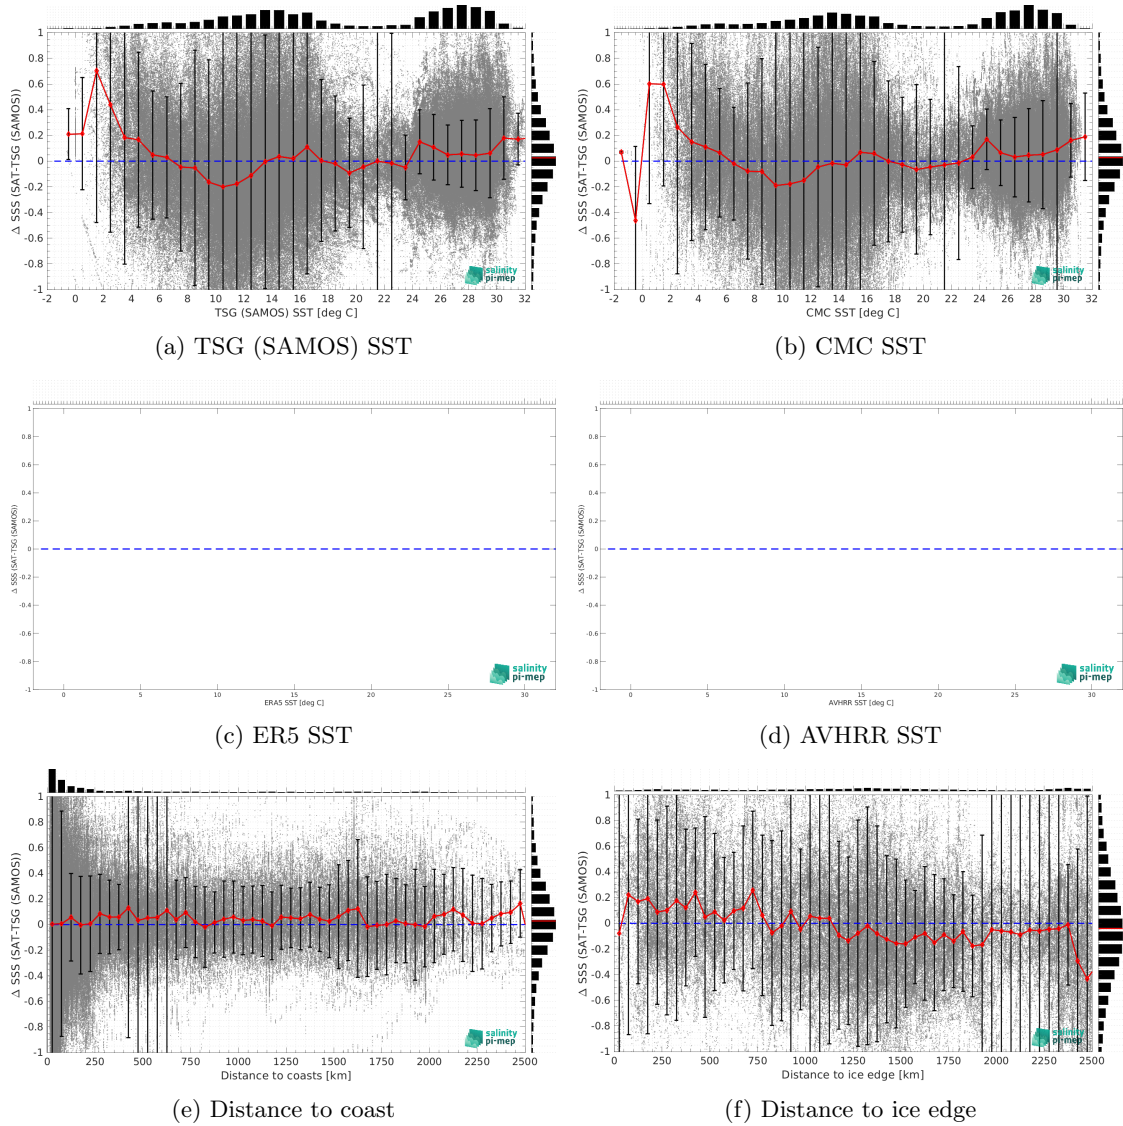 1
0.8
0.6
0.4
0.2
0
-0.2
-0.4
-0.6
-0.8
-1
Δ SSS (SAT-TSG (SAMOS))
-2 0 2 4 6 8 10 12 14 16 18 20 22 24 26 28 30 32
TSG (SAMOS) SST [deg C]
salinity
pi-mep
(a) TSG (SAMOS) SST
1
0.8
0.6
0.4
0.2
0
-0.2
-0.4
-0.6
-0.8
-1
Δ SSS (SAT-TSG (SAMOS))
-2 0 2 4 6 8 10 12 14 16 18 20 22 24 26 28 30 32
CMC SST [deg C]
salinity
pi-mep
(b) CMC SST
1
0.8
0.6
0.4
0.2
0
-0.2
-0.4
-0.6
-0.8
-1
Δ SSS (SAT-TSG (SAMOS))
0 5 10 15 20 25 30
ERA5 SST [deg C]
salinity
pi-mep
(c) ER5 SST
1
0.8
0.6
0.4
0.2
0
-0.2
-0.4
-0.6
-0.8
-1
Δ SSS (SAT-TSG (SAMOS))
0 5 10 15 20 25 30
AVHRR SST [deg C]
salinity
pi-mep
(d) AVHRR SST
1
0.8
0.6
0.4
0.2
0
-0.2
-0.4
-0.6
-0.8
-1
Δ SSS (SAT-TSG (SAMOS))
0 250 500 750 1000 1250 1500 1750 2000 2250 2500
Distance to coasts [km]
salinity
pi-mep
(e) Distance to coast
1
0.8
0.6
0.4
0.2
0
-0.2
-0.4
-0.6
-0.8
-1
Δ SSS (SAT-TSG (SAMOS))
0 250 500 750 1000 1250 1500 1750 2000 2250 2500
Distance to ice edge [km]
salinity
pi-mep
(f) Distance to ice edge